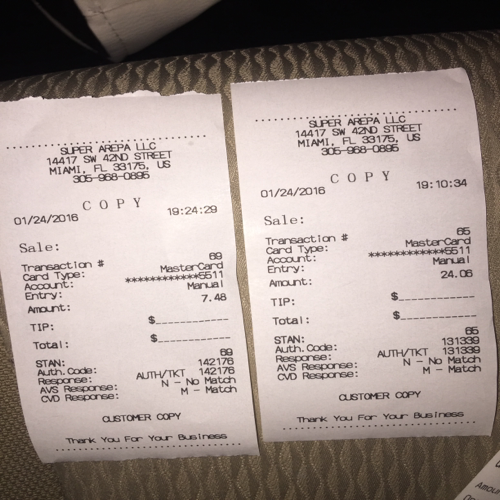 SUPER AREPA LLC
14417 SW 42ND STREET
MIAMI, FL 33175, US
305-968-0895
COPY
01/24/2016 19:24:29
Sale:
Transaction # 69
Card Type: MasterCard
Account: ************5511
Entry: Manual
Amount: 7.48
TIP: $____________
Total: $____________
STAN: 69
Auth.Code: 142176
Response: AUTH/TKT 142176
AVS Response: N - No Match
CVD Response: M - Match
CUSTOMER COPY
Thank You For Your Business
SUPER AREPA LLC
14417 SW 42ND STREET
MIAMI, FL 33175, US
305-968-0895
COPY
01/24/2016 19:10:34
Sale:
Transaction # 65
Card Type: MasterCard
Account: ************5511
Entry: Manual
Amount: 24.06
TIP: $____________
Total: $____________
STAN: 65
Auth.Code: 131339
Response: AUTH/TKT 131339
AVS Response: N - No Match
CVD Response: M - Match
CUSTOMER COPY
Thank You For Your Business